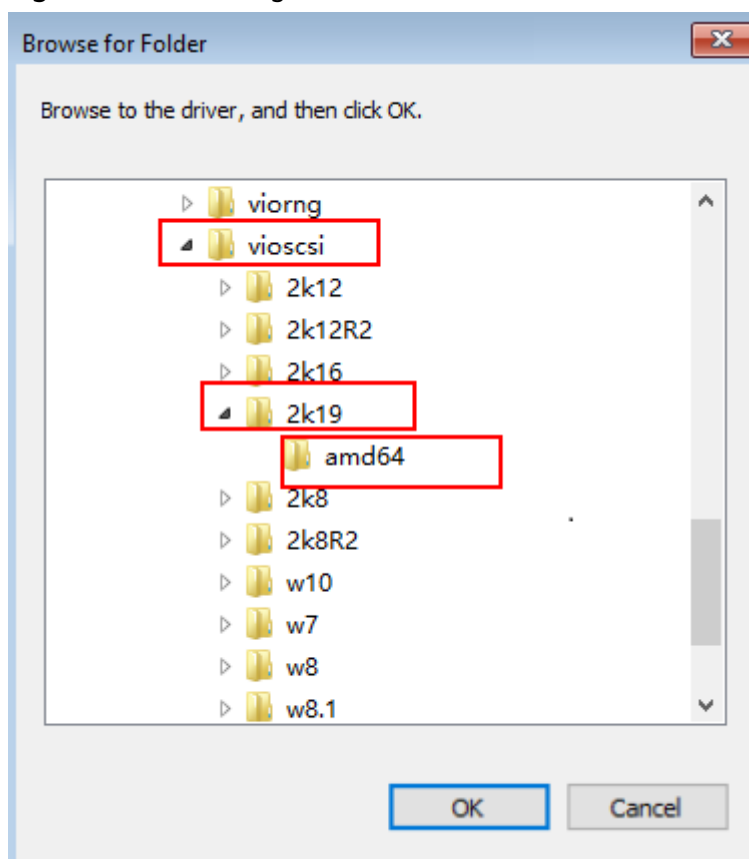 Browse for Folder
Browse to the driver, and then click OK.
viorng
vioscsi
2k12
2k12R2
2k16
2k19
amd64
2k8
2k8R2
w10
w7
w8
w8.1
OK
Cancel